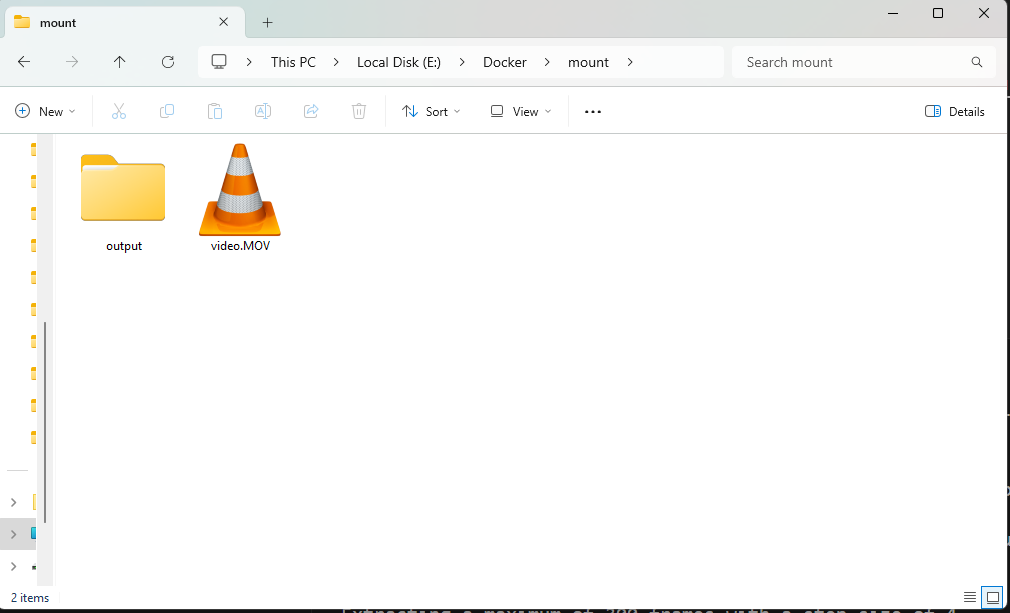 mount
This PC
Local Disk (E:)
Docker
mount
Search mount
New
Sort
View
Details
output
video.MOV
2 items